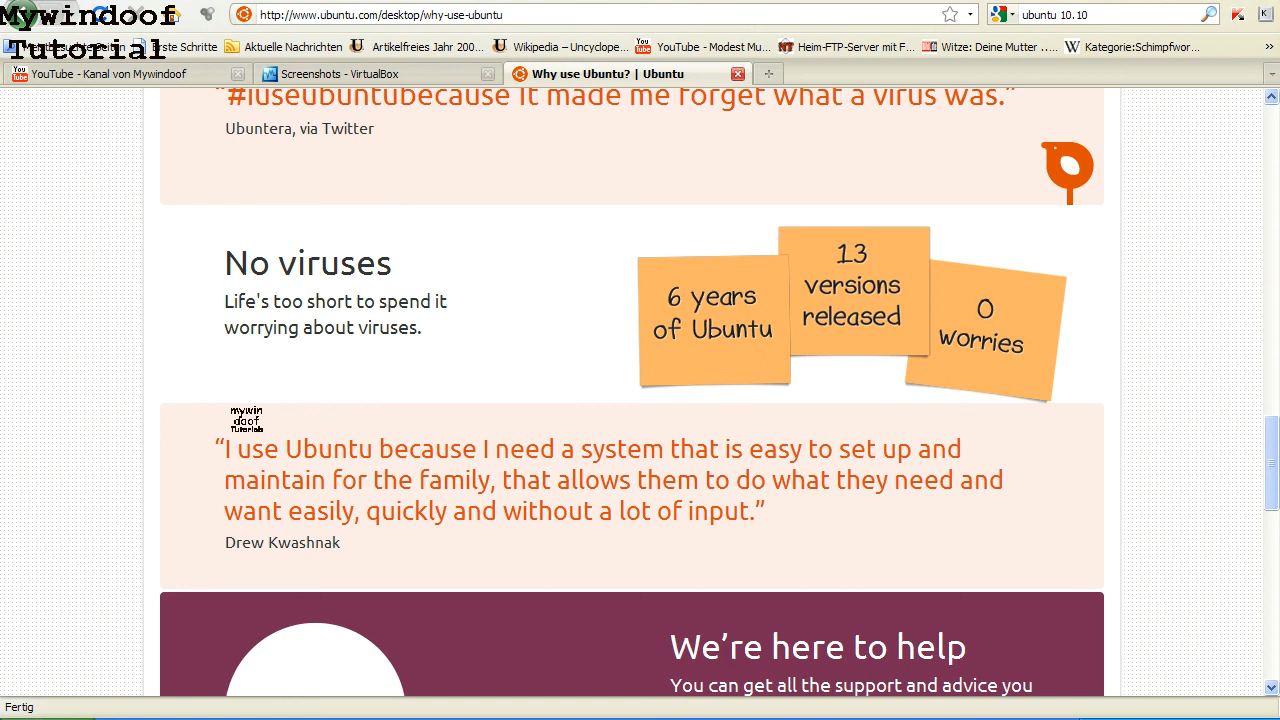 Mywindoof
Tutorial
http://www.ubuntu.com/desktop/why-use-ubuntu
ubuntu 10.10
Erste Schritte
Aktuelle Nachrichten
Artikelfreies Jahr 200...
Wikipedia – Uncyclope...
YouTube - Modest Mu...
Heim-FTP-Server mit F...
Witze: Deine Mutter ....
Kategorie:Schimpfwor...
YouTube - Kanal von Mywindoof
Screenshots - VirtualBox
Why use Ubuntu? | Ubuntu
“#iuseubuntubecause It made me forget what a virus was.”
Ubuntera, via Twitter
No viruses
Life's too short to spend it
worrying about viruses.
6 years
of Ubuntu
13
versions
released
0
worries
mywin
doof
Tutorials
“I use Ubuntu because I need a system that is easy to set up and
maintain for the family, that allows them to do what they need and
want easily, quickly and without a lot of input.”
Drew Kwashnak
We’re here to help
You can get all the support and advice you
Fertig